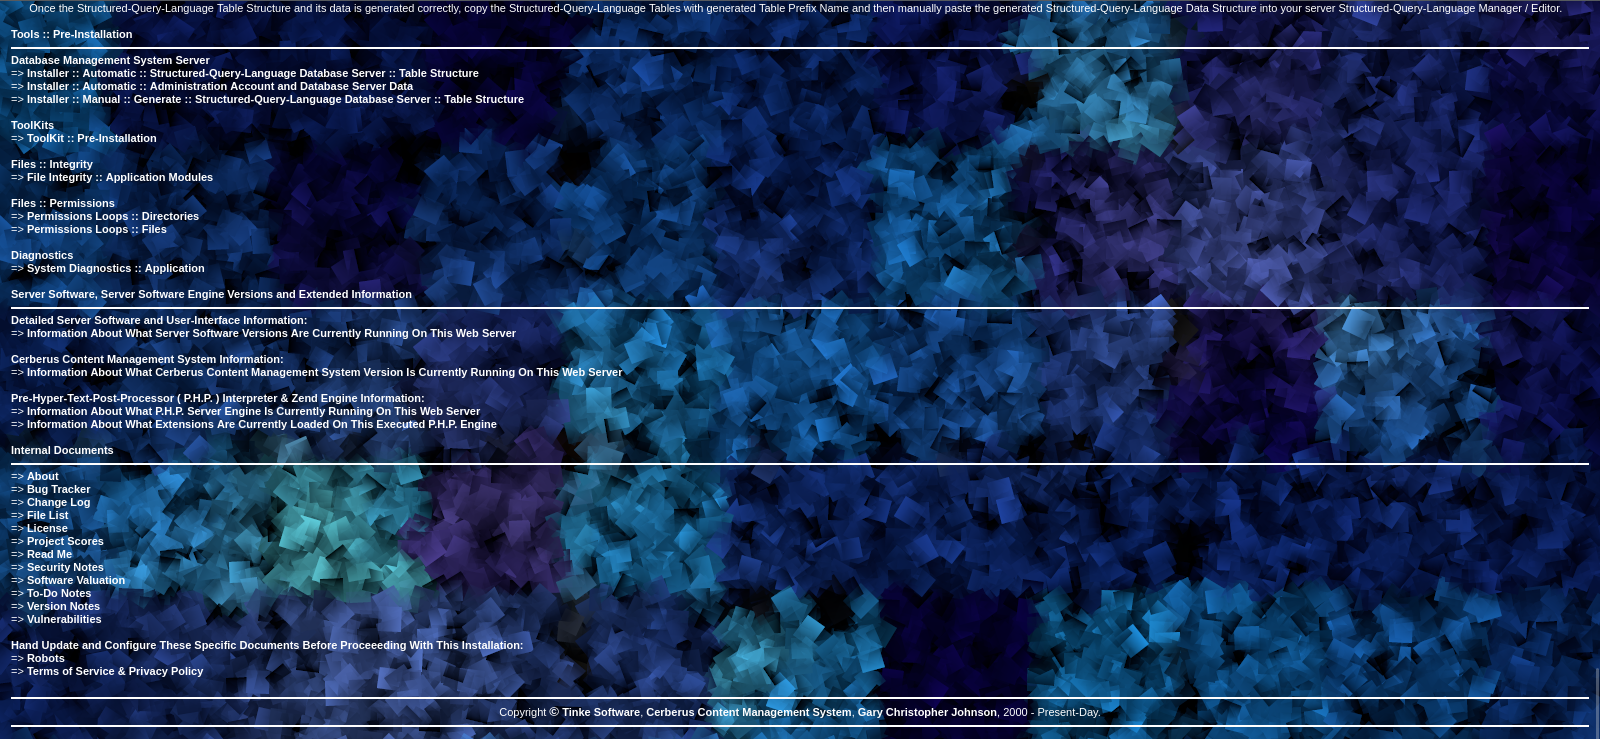 Once the Structured-Query-Language Table Structure and its data is generated correctly, copy the Structured-Query-Language Tables with generated Table Prefix Name and then manually paste the generated Structured-Query-Language Data Structure into your server Structured-Query-Language Manager / Editor.
Tools :: Pre-Installation
Database Management System Server
=> Installer :: Automatic :: Structured-Query-Language Database Server :: Table Structure
=> Installer :: Automatic :: Administration Account and Database Server Data
=> Installer :: Manual :: Generate :: Structured-Query-Language Database Server :: Table Structure
ToolKits
=> ToolKit :: Pre-Installation
Files :: Integrity
=> File Integrity :: Application Modules
Files :: Permissions
=> Permissions Loops :: Directories
=> Permissions Loops :: Files
Diagnostics
=> System Diagnostics :: Application
Server Software, Server Software Engine Versions and Extended Information
Detailed Server Software and User-Interface Information:
=> Information About What Server Software Versions Are Currently Running On This Web Server
Cerberus Content Management System Information:
=> Information About What Cerberus Content Management System Version Is Currently Running On This Web Server
Pre-Hyper-Text-Post-Processor ( P.H.P. ) Interpreter & Zend Engine Information:
=> Information About What P.H.P. Server Engine Is Currently Running On This Web Server
=> Information About What Extensions Are Currently Loaded On This Executed P.H.P. Engine
Internal Documents
=> About
=> Bug Tracker
=> Change Log
=> File List
=> License
=> Project Scores
=> Read Me
=> Security Notes
=> Software Valuation
=> To-Do Notes
=> Version Notes
=> Vulnerabilities
Hand Update and Configure These Specific Documents Before Proceeeding With This Installation:
=> Robots
=> Terms of Service & Privacy Policy
Copyright © Tinke Software, Cerberus Content Management System, Gary Christopher Johnson, 2000 - Present-Day.